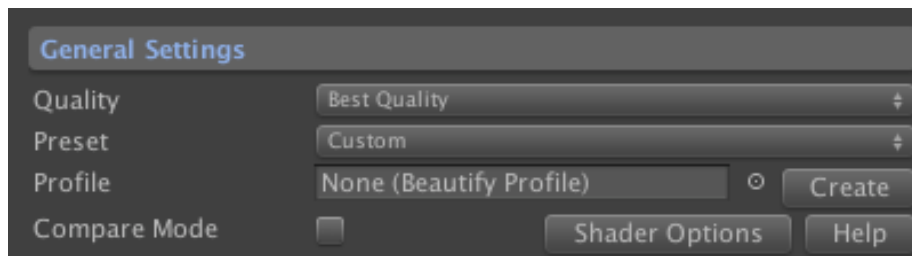 General Settings
Quality Best Quality
Preset Custom
Profile None (Beautify Profile) Create
Compare Mode Shader Options Help